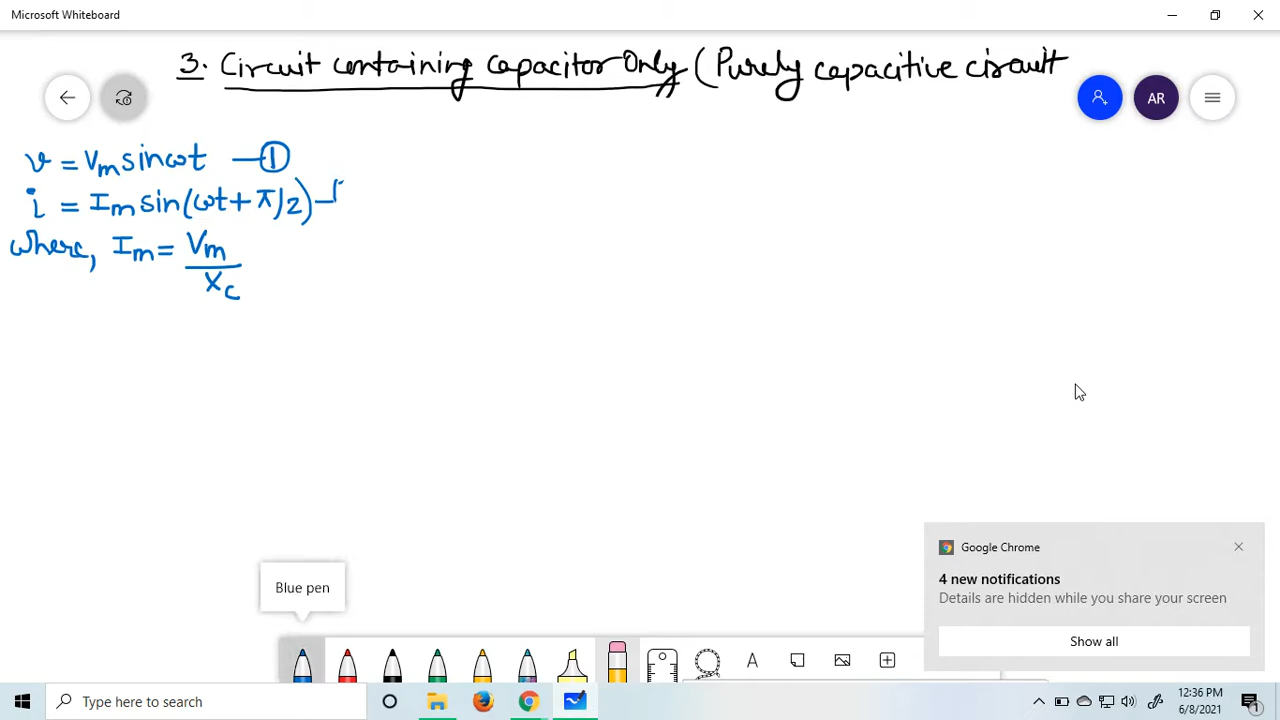 Microsoft Whiteboard
3. Circuit containing capacitor Only (Purely capacitive circuit
AR
v = Vm sinωt —①
i = Im sin(ωt + π/2) –
where, Im = Vm
Xc
Google Chrome
4 new notifications
Details are hidden while you share your screen
Show all
Blue pen
A
Type here to search
12:36 PM
6/8/2021
1